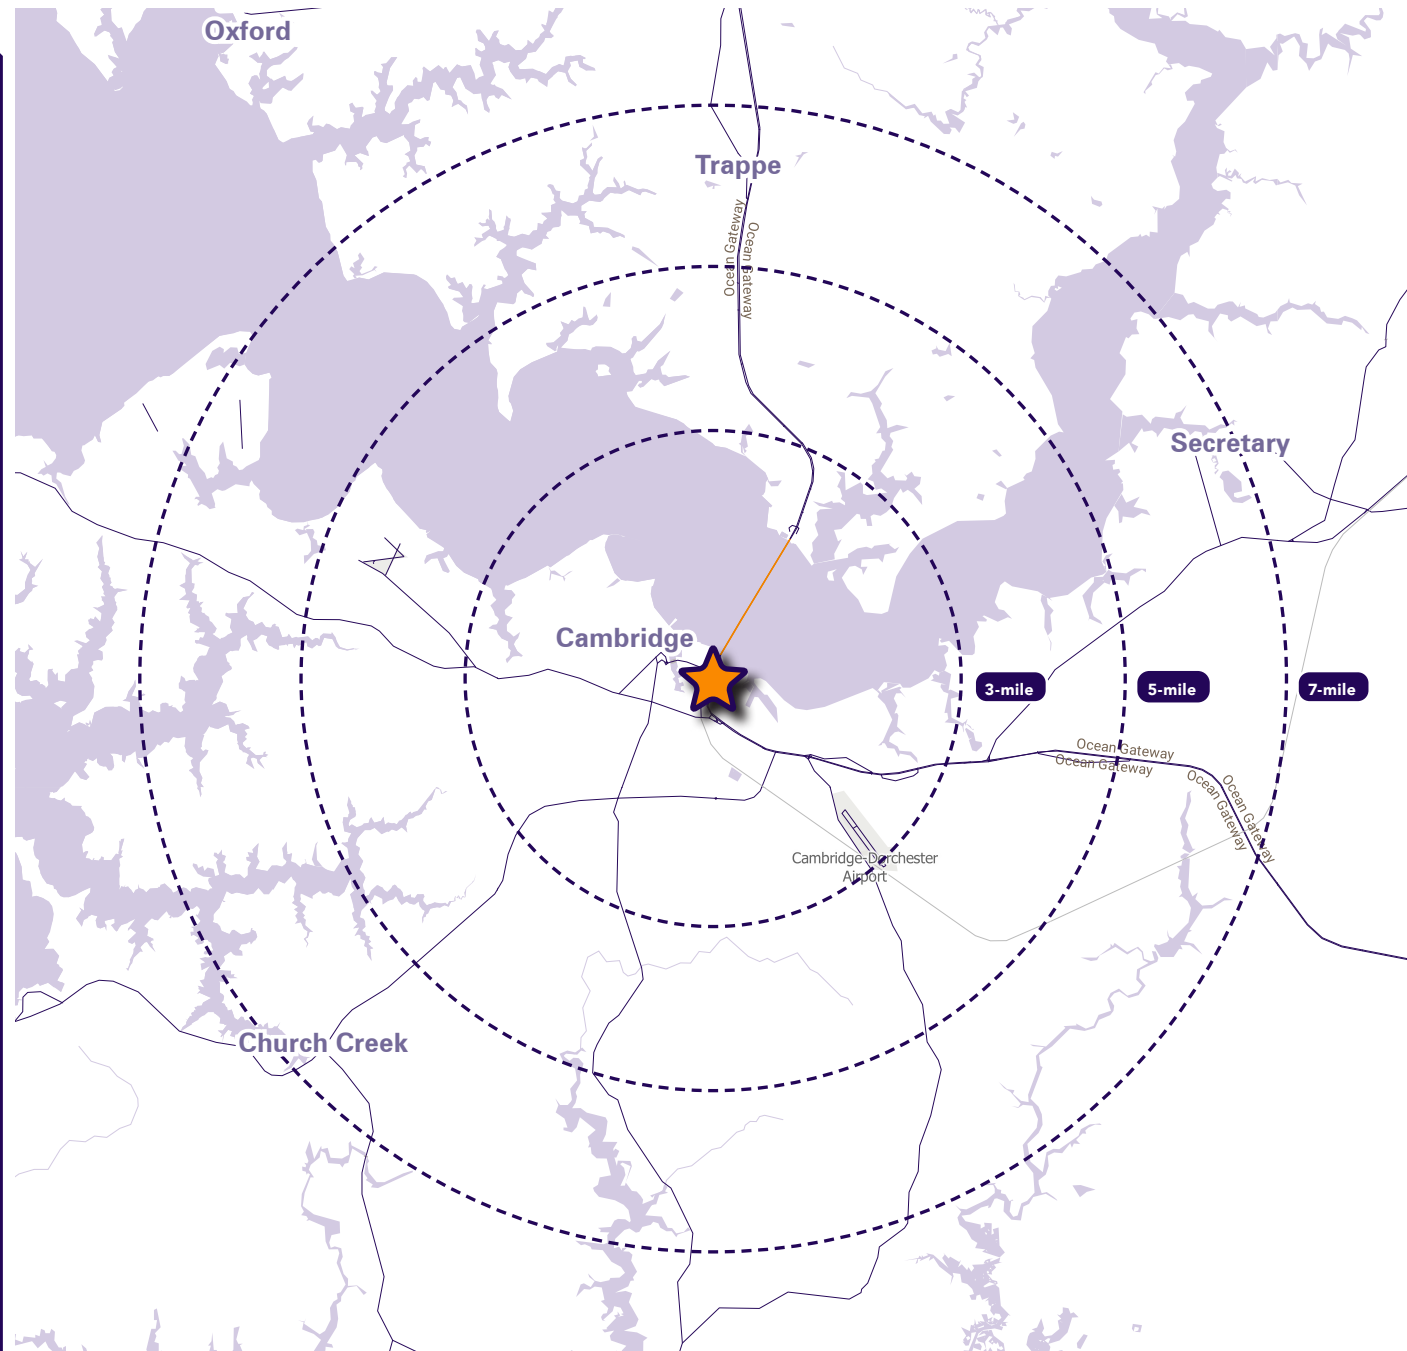 Oxford
Trappe
Ocean Gateway
Ocean Gateway
Secretary
Cambridge
3-mile
5-mile
7-mile
Ocean Gateway
Ocean Gateway
Ocean Gateway
Ocean Gateway
Cambridge-Dorchester
Airport
Church Creek